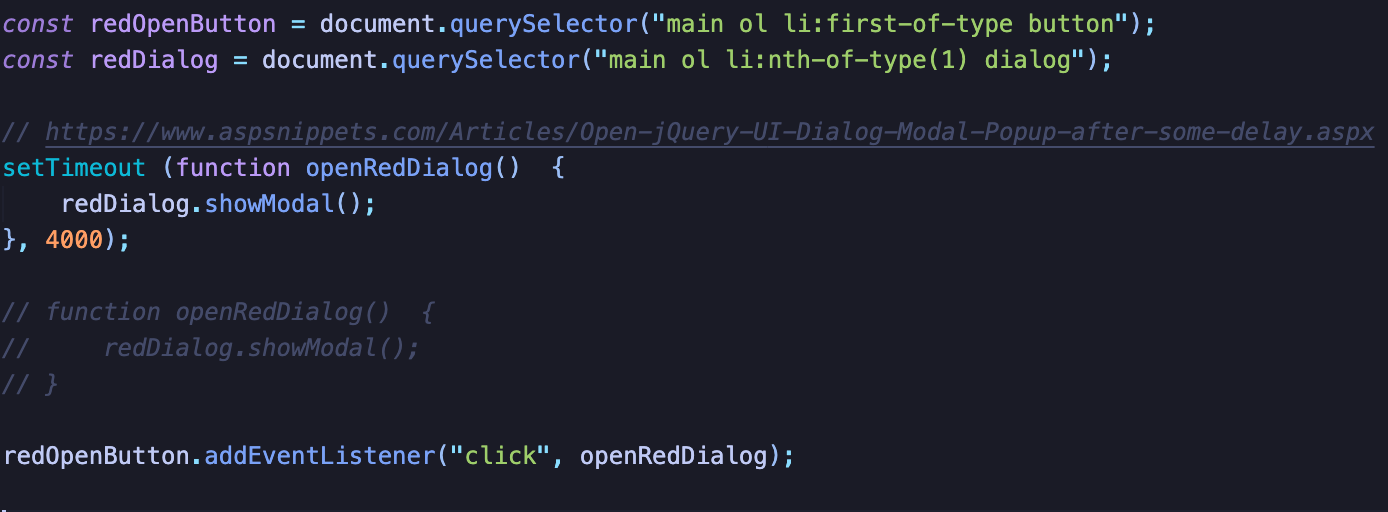 const redOpenButton = document.querySelector("main ol li:first-of-type button");
const redDialog = document.querySelector("main ol li:nth-of-type(1) dialog");
// https://www.aspsnippets.com/Articles/Open-jQuery-UI-Dialog-Modal-Popup-after-some-delay.aspx
setTimeout (function openRedDialog()  {
    redDialog.showModal();
}, 4000);
// function openRedDialog()  {
//     redDialog.showModal();
// }
redOpenButton.addEventListener("click", openRedDialog);